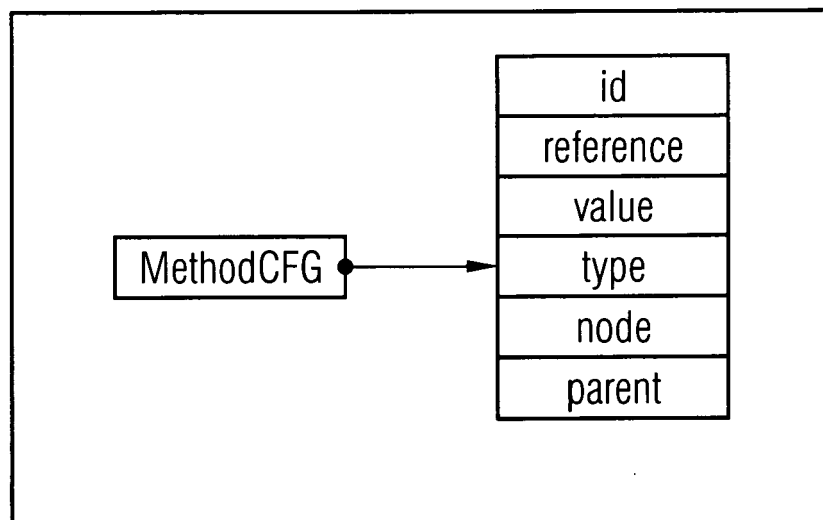 id
reference
value
MethodCFG
type
node
parent